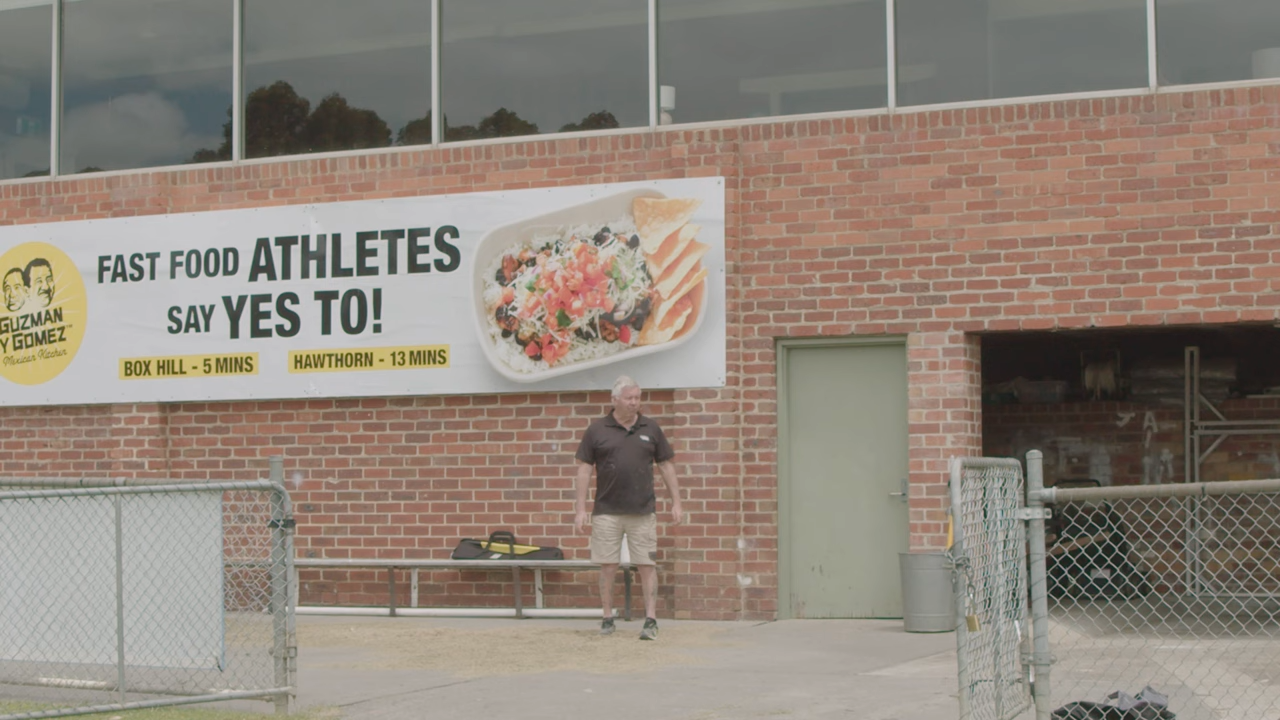 FAST FOOD ATHLETES
SAY YES TO!
GUZMAN
Y GOMEZ
Mexican Kitchen
BOX HILL - 5 MINS
HAWTHORN - 13 MINS